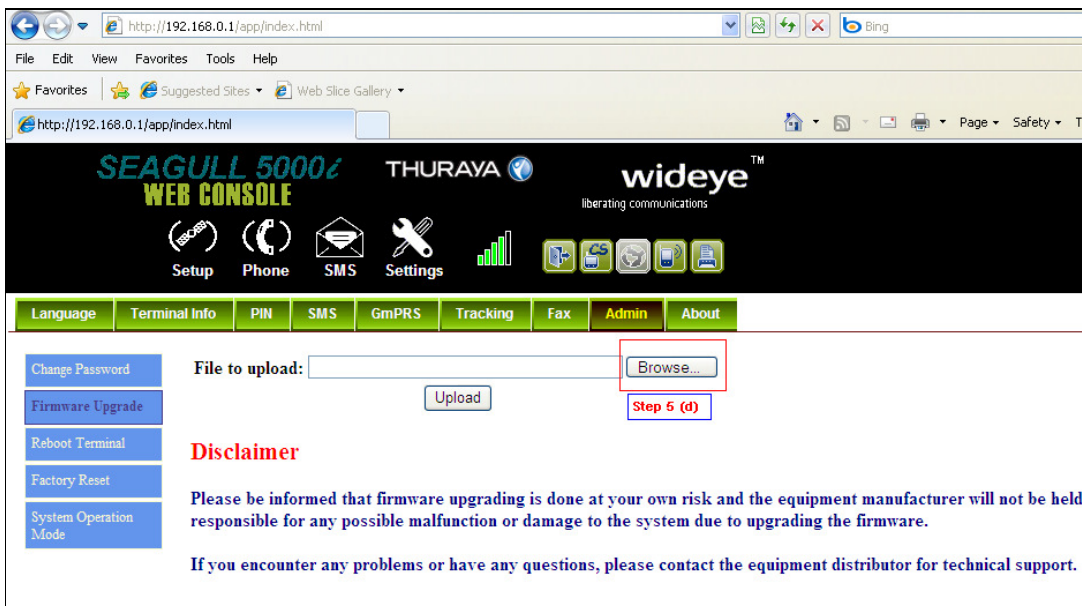 http://192.168.0.1/app/index.html
Bing
File Edit View Favorites Tools Help
Favorites Suggested Sites Web Slice Gallery
http://192.168.0.1/app/index.html
Page Safety T
SEAGULL 5000i
WEB CONSOLE
THURAYA
wideye™
liberating communications
Setup Phone SMS Settings
CS
Language Terminal Info PIN SMS GmPRS Tracking Fax Admin About
Change Password
Firmware Upgrade
Reboot Terminal
Factory Reset
System Operation
Mode
File to upload: Browse...
Upload
Step 5 (d)
Disclaimer
Please be informed that firmware upgrading is done at your own risk and the equipment manufacturer will not be held
responsible for any possible malfunction or damage to the system due to upgrading the firmware.
If you encounter any problems or have any questions, please contact the equipment distributor for technical support.